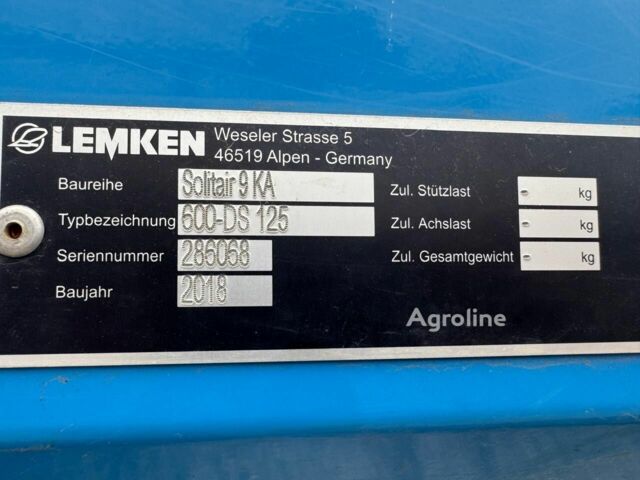 LEMKEN
Weseler Strasse 5
46519 Alpen - Germany
Baureihe Solitair 9 KA Zul. Stützlast - kg
Typbezeichnung 600-DS 125 Zul. Achslast - kg
Seriennummer 286068 Zul. Gesamtgewicht - kg
Baujahr 2018
Agroline